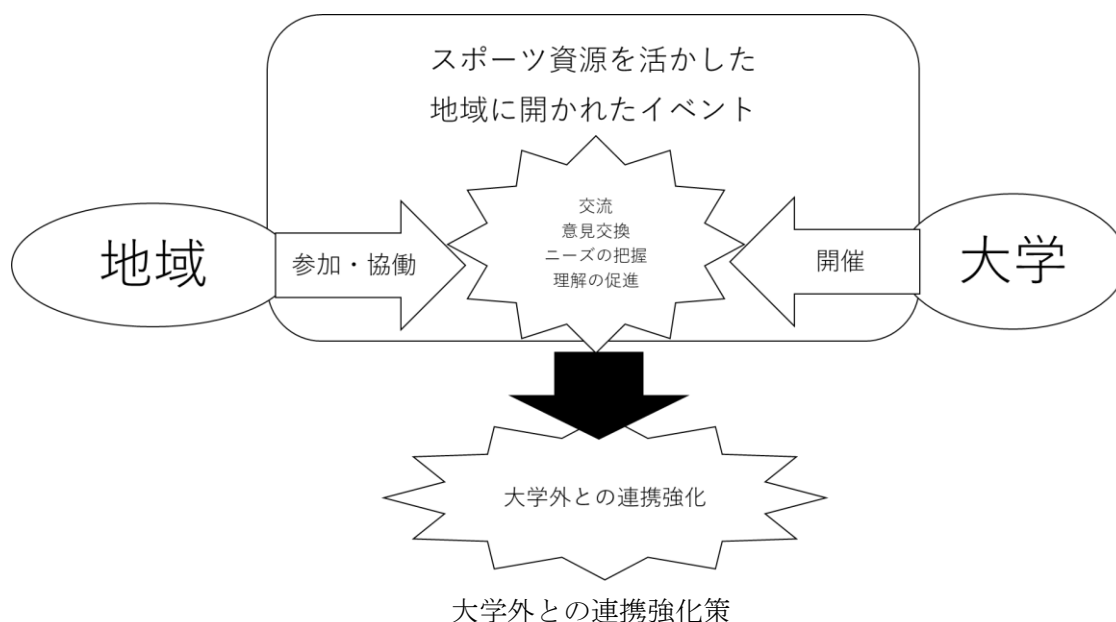 スポーツ資源を活かした
地域に開かれたイベント
交流
意見交換
ニーズの把握
理解の促進
地域
参加・協働
開催
大学
大学外との連携強化
大学外との連携強化策